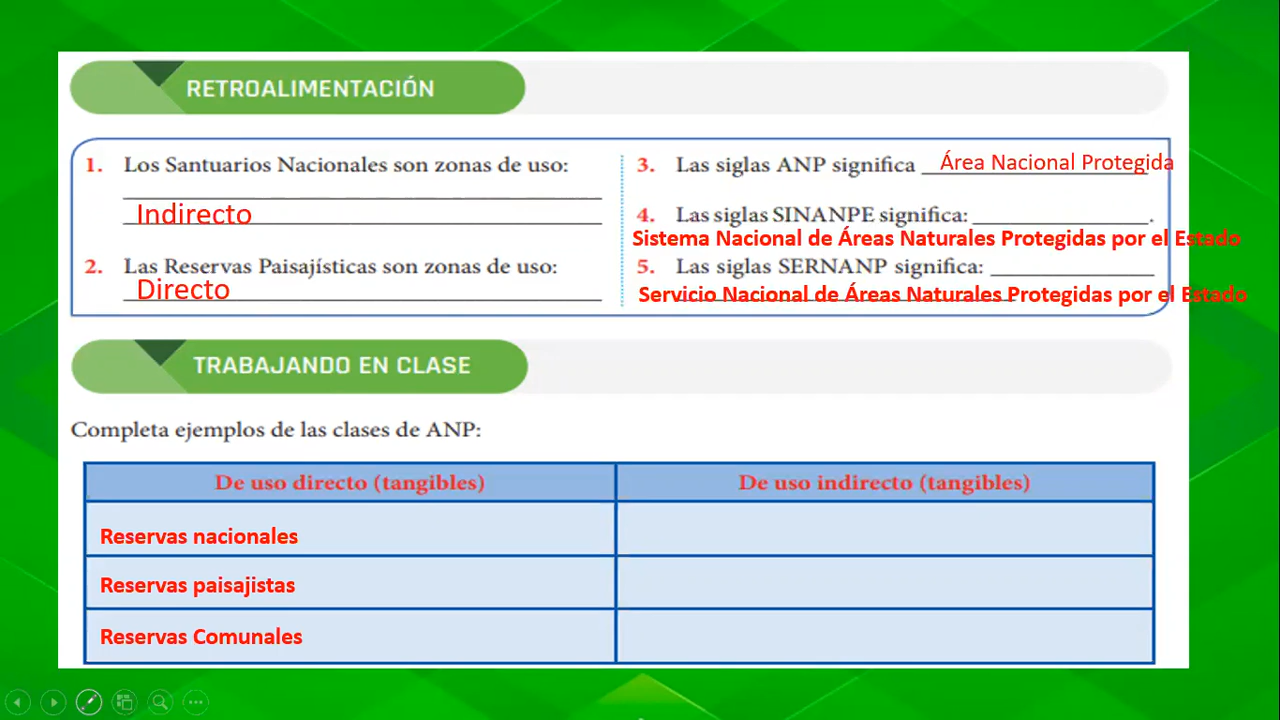 RETROALIMENTACIÓN
1. Los Santuarios Nacionales son zonas de uso:
Indirecto
2. Las Reservas Paisajísticas son zonas de uso:
Directo
3. Las siglas ANP significa Área Nacional Protegida
4. Las siglas SINANPE significa: .
Sistema Nacional de Áreas Naturales Protegidas por el Estado
5. Las siglas SERNANP significa:
Servicio Nacional de Áreas Naturales Protegidas por el Estado
TRABAJANDO EN CLASE
Completa ejemplos de las clases de ANP:
De uso directo (tangibles) De uso indirecto (tangibles)
Reservas nacionales
Reservas paisajistas
Reservas Comunales